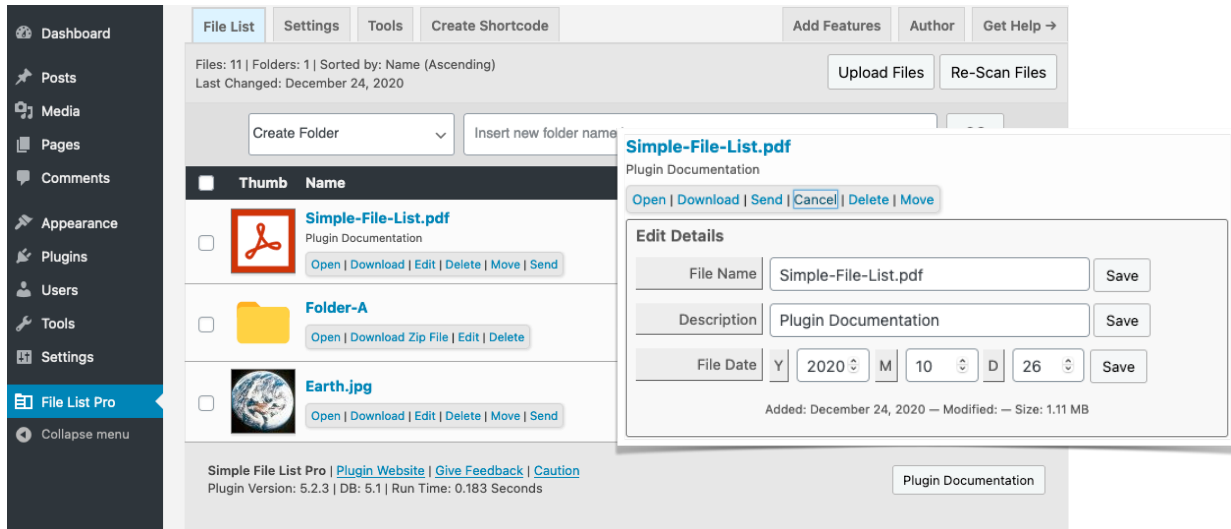 Dashboard
Posts
Media
Pages
Comments
Appearance
Plugins
Users
Tools
Settings
File List Pro
Collapse menu
File List Settings Tools Create Shortcode Add Features Author Get Help →
Files: 11 | Folders: 1 | Sorted by: Name (Ascending)
Last Changed: December 24, 2020
Upload Files Re-Scan Files
Create Folder Insert new folder name
Thumb Name
Simple-File-List.pdf
Plugin Documentation
Open | Download | Edit | Delete | Move | Send
Folder-A
Open | Download Zip File | Edit | Delete
Earth.jpg
Open | Download | Edit | Delete | Move | Send
Simple File List Pro | Plugin Website | Give Feedback | Caution
Plugin Version: 5.2.3 | DB: 5.1 | Run Time: 0.183 Seconds
Plugin Documentation
Simple-File-List.pdf
Plugin Documentation
Open | Download | Send | Cancel | Delete | Move
Edit Details
File Name Simple-File-List.pdf Save
Description Plugin Documentation Save
File Date Y 2020 M 10 D 26 Save
Added: December 24, 2020 — Modified: — Size: 1.11 MB